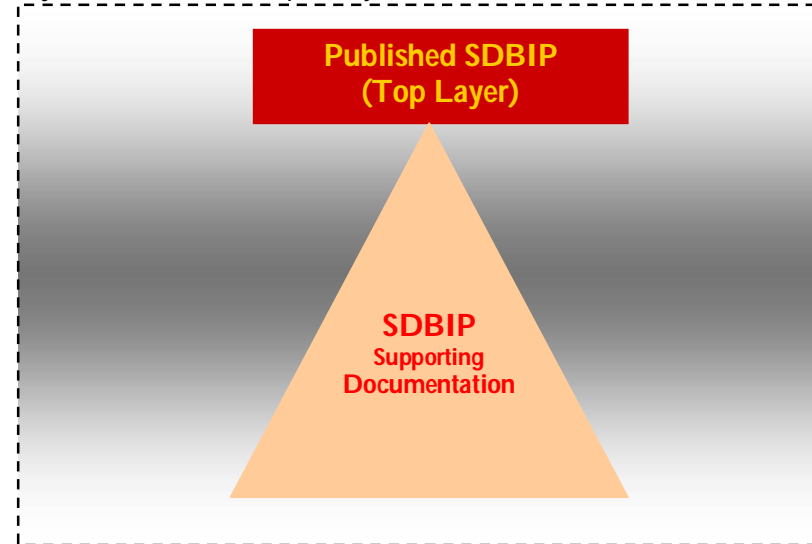 Published SDBIP
(Top Layer)
SDBIP
Supporting
Documentation